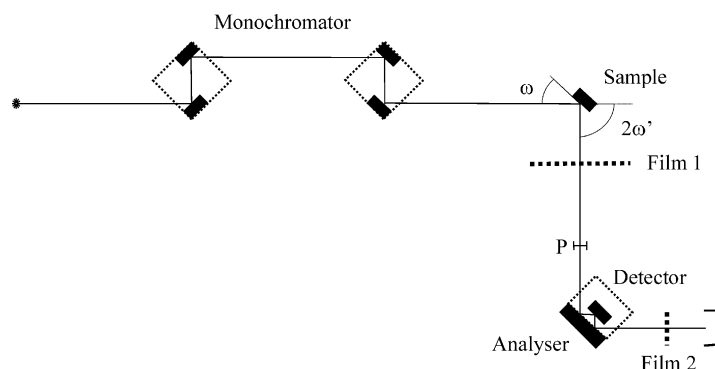 Monochromator
ω
Sample
2ω’
Film 1
P
Detector
Analyser
Film 2